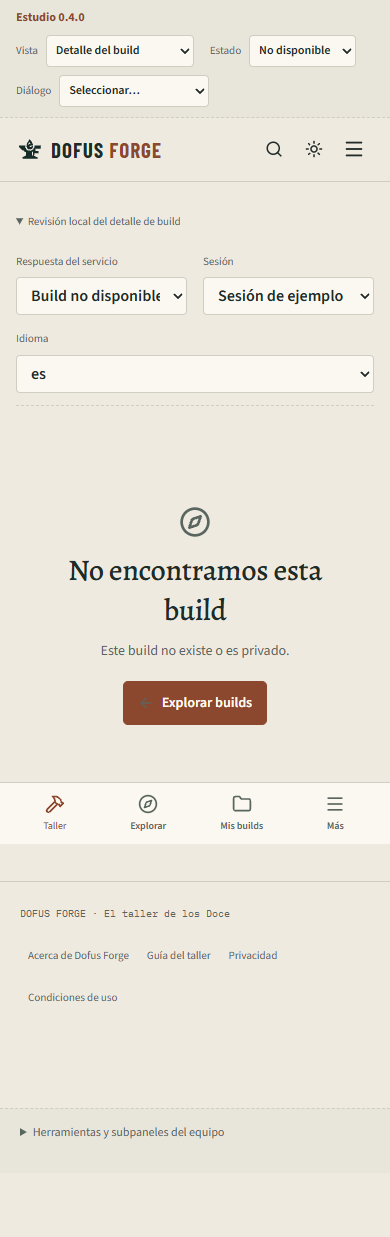 Estudio 0.4.0
Vista Detalle del build Estado No disponible
Diálogo Seleccionar...
DOFUS FORGE
▼ Revisión local del detalle de build
Respuesta del servicio Sesión
Build no disponible Sesión de ejemplo
Idioma
es
No encontramos esta
build
Este build no existe o es privado.
← Explorar builds
Taller Explorar Mis builds Más
DOFUS FORGE · El taller de los Doce
Acerca de Dofus Forge Guía del taller Privacidad
Condiciones de uso
▶ Herramientas y subpaneles del equipo